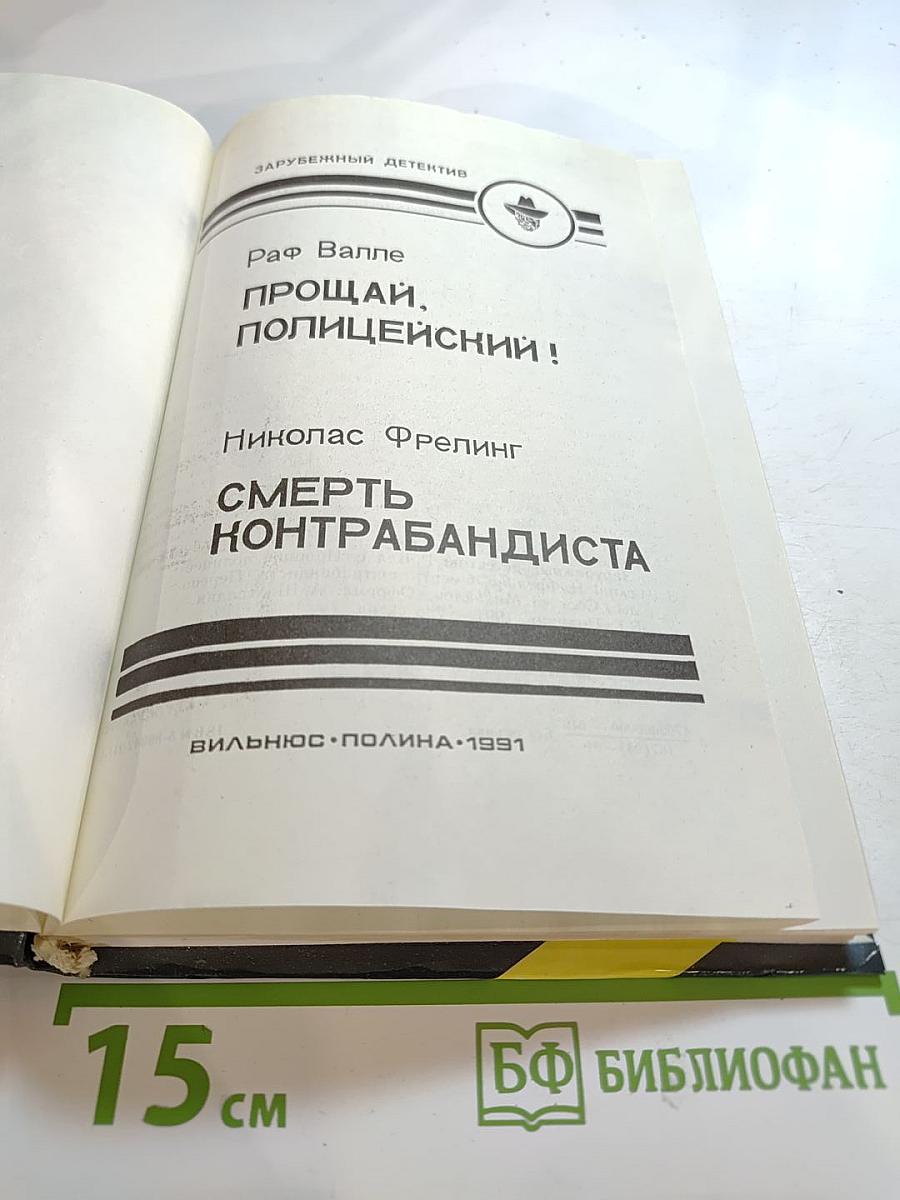 ЗАРУБЕЖНЫЙ ДЕТЕКТИВ
Раф Валле
ПРОЩАЙ,
ПОЛИЦЕЙСКИЙ!
Николас Фрелинг
СМЕРТЬ
КОНТРАБАНДИСТА
ВИЛЬНЮС•ПОЛИНА•1991
15 см
БФ БИБЛИОФАН